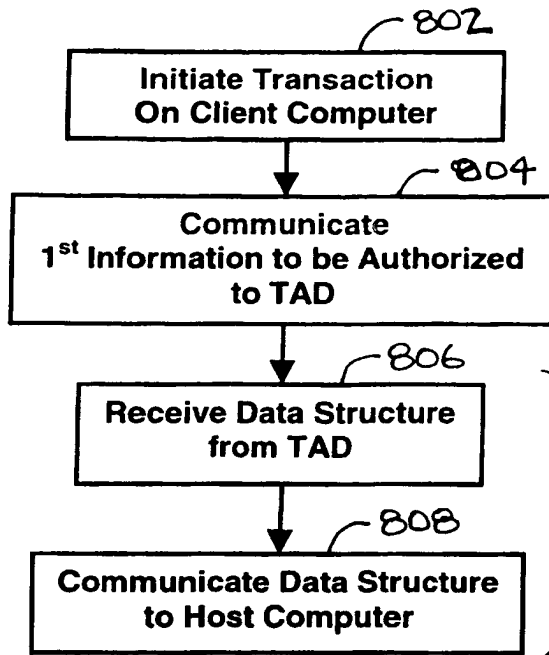 802
Initiate Transaction
On Client Computer
804
Communicate
1st Information to be Authorized
to TAD
806
Receive Data Structure
from TAD
808
Communicate Data Structure
to Host Computer